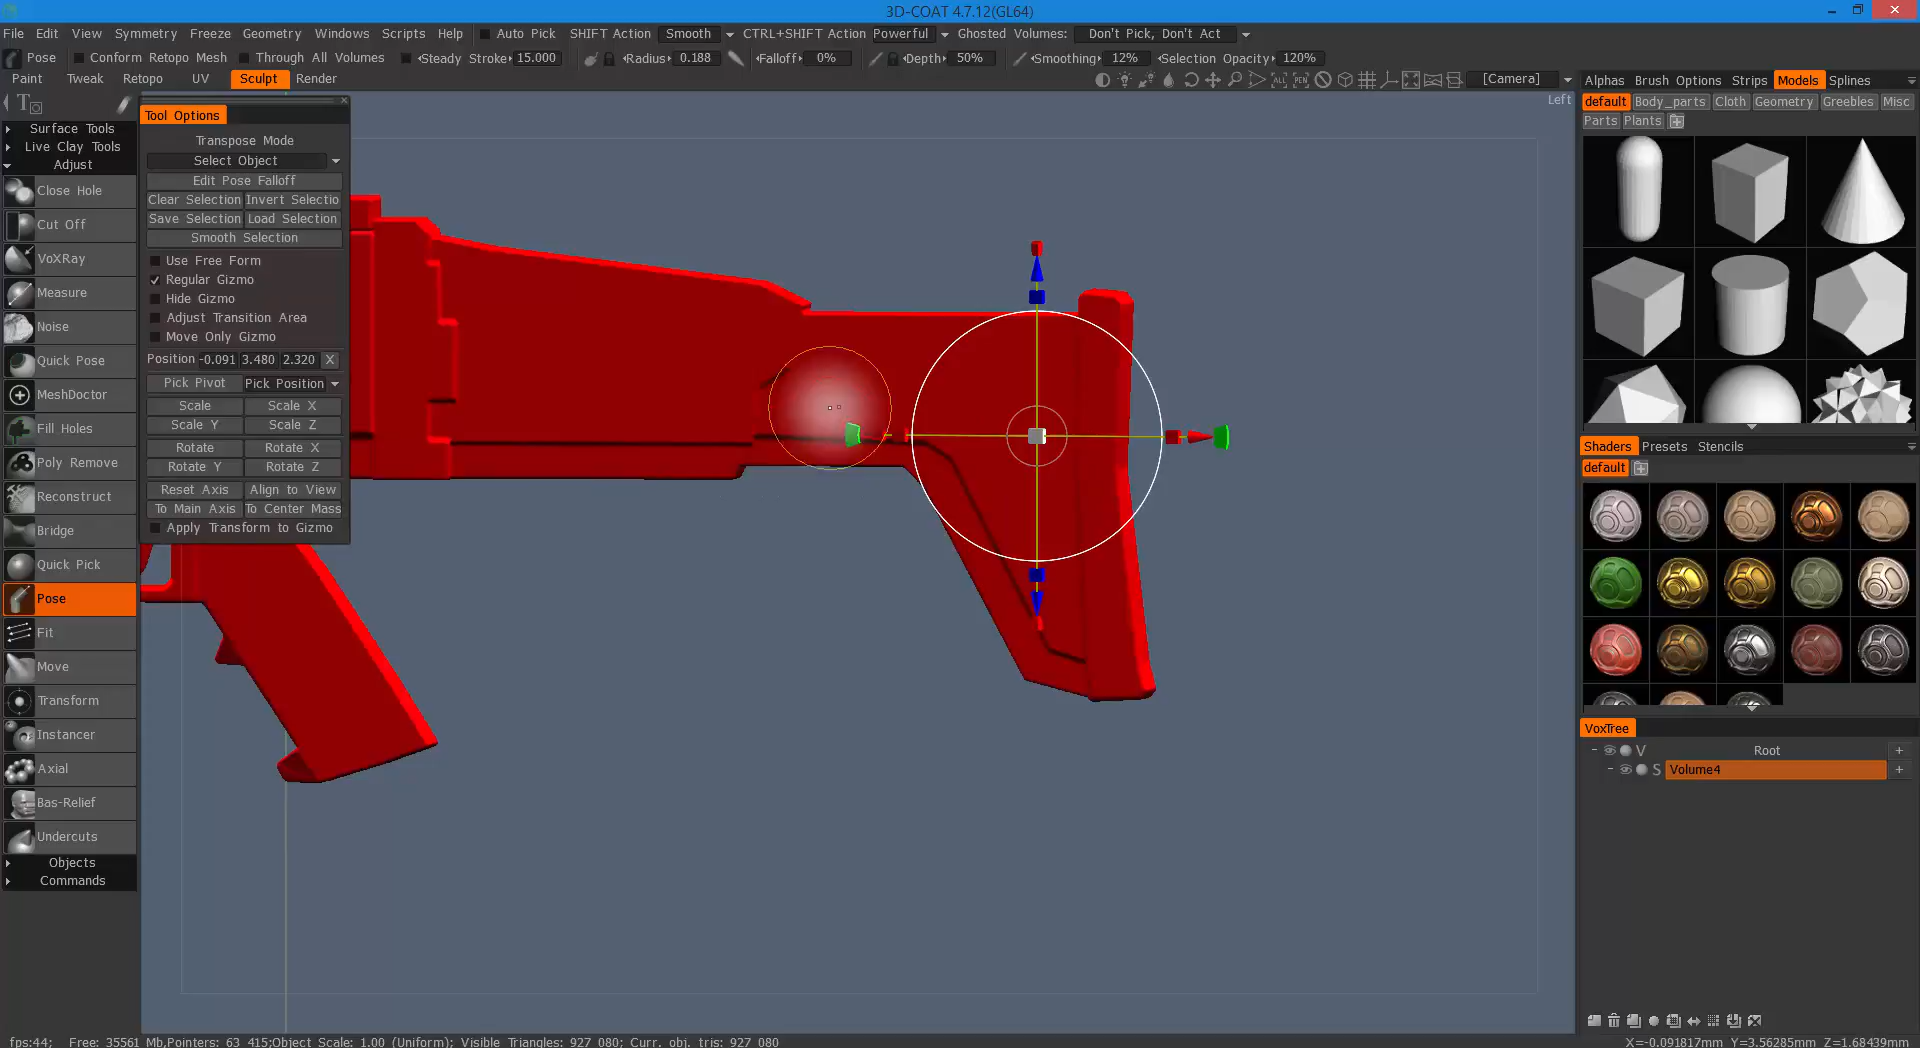 3D-COAT 4.7.12(GL64)
File Edit View Symmetry Freeze Geometry Windows Scripts Help Auto Pick SHIFT Action Smooth CTRL+SHIFT Action Powerful Ghosted Volumes: Don't Pick, Don't Act
Pose Conform Retopo Mesh Through All Volumes Steady Stroke 15.000 Radius 0.188 Falloff 0% Depth 50% Smoothing 12% Selection Opacity 120%
Paint Tweak Retopo UV Sculpt Render [Camera]
Left
Alphas Brush Options Strips Models Splines
default Body_parts Cloth Geometry Greebles Misc
Parts Plants
Surface Tools
Live Clay Tools
Adjust
Close Hole
Cut Off
VoXRay
Measure
Noise
Quick Pose
MeshDoctor
Fill Holes
Poly Remove
Reconstruct
Bridge
Quick Pick
Pose
Fit
Move
Transform
Instancer
Axial
Bas-Relief
Undercuts
Objects
Commands
Tool Options
Transpose Mode
Select Object
Edit Pose Falloff
Clear Selection Invert Selectio
Save Selection Load Selection
Smooth Selection
Use Free Form
Regular Gizmo
Hide Gizmo
Adjust Transition Area
Move Only Gizmo
Position -0.091 3.480 2.320 X
Pick Pivot Pick Position
Scale Scale X
Scale Y Scale Z
Rotate Rotate X
Rotate Y Rotate Z
Reset Axis Align to View
To Main Axis To Center Mass
Apply Transform to Gizmo
Shaders Presets Stencils
default
VoxTree
V Root
S Volume4
fps:44; Free: 35561 Mb,Pointers: 63 415;Object Scale: 1.00 (Uniform); Visible Triangles: 927 080; Curr. obj. tris: 927 080
X=-0.091817mm Y=3.56285mm Z=1.68439mm